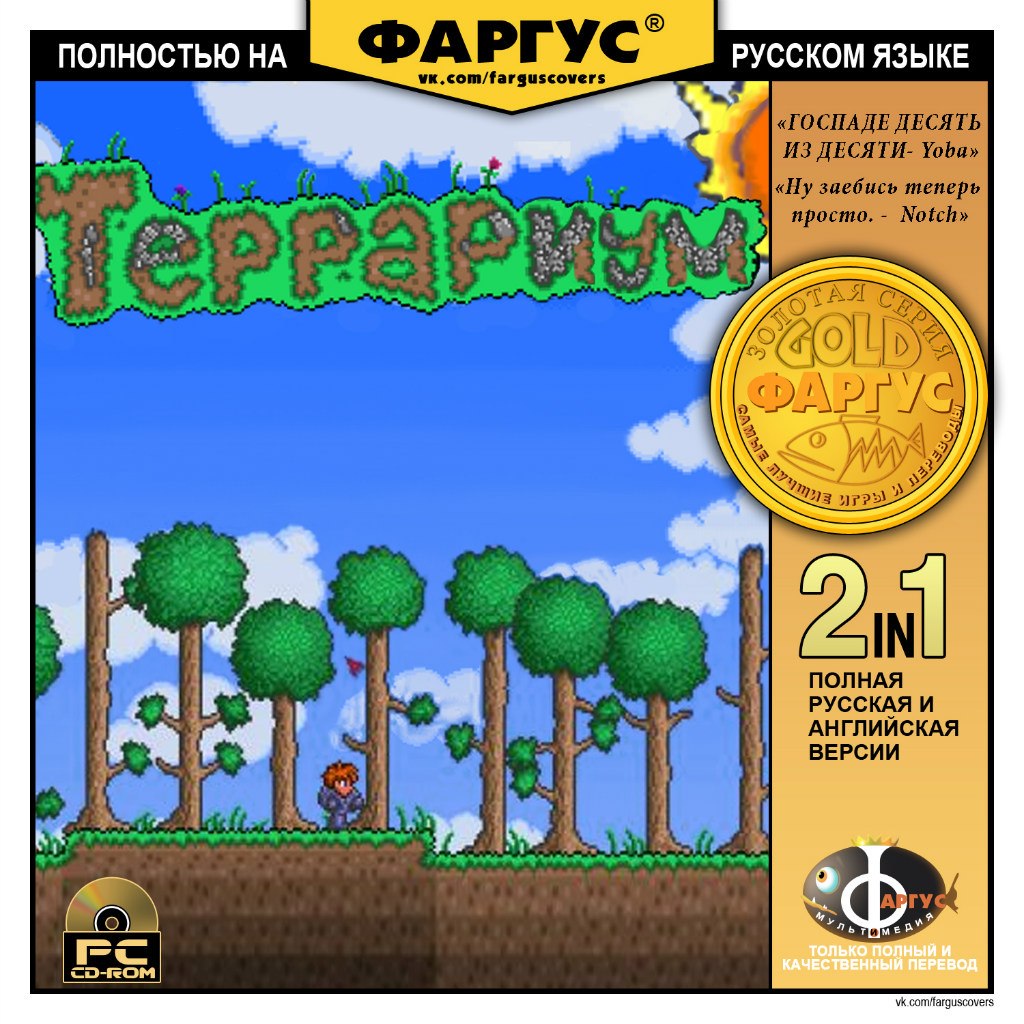 ПОЛНОСТЬЮ НА
ФАРГУС®
РУССКОМ ЯЗЫКЕ
vk.com/farguscovers
Террариум
«ГОСПАДЕ ДЕСЯТЬ
ИЗ ДЕСЯТИ- Yoba»
«Ну заебись теперь
просто. - Notch»
ЗОЛОТАЯ СЕРИЯ
GOLD
ФАРГУС
САМЫЕ ЛУЧШИЕ ИГРЫ И ПЕРЕВОДЫ
2IN1
ПОЛНАЯ
РУССКАЯ И
АНГЛИЙСКАЯ
ВЕРСИИ
ФАРГУС
МУЛЬТИМЕДИЯ
ТОЛЬКО ПОЛНЫЙ И
КАЧЕСТВЕННЫЙ ПЕРЕВОД
PC
CD-ROM
vk.com/farguscovers